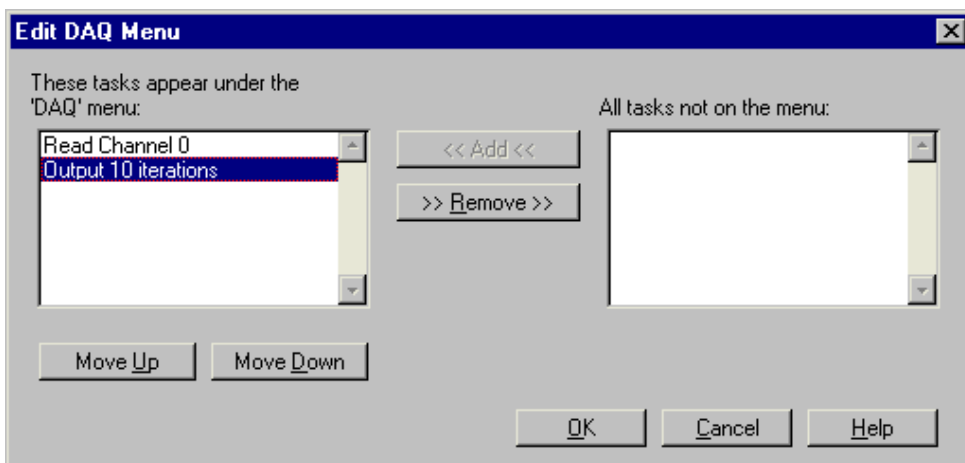 Edit DAQ Menu
These tasks appear under the
'DAQ' menu:
All tasks not on the menu:
Read Channel 0
Output 10 iterations
<< Add <<
>> Remove >>
Move Up
Move Down
OK
Cancel
Help